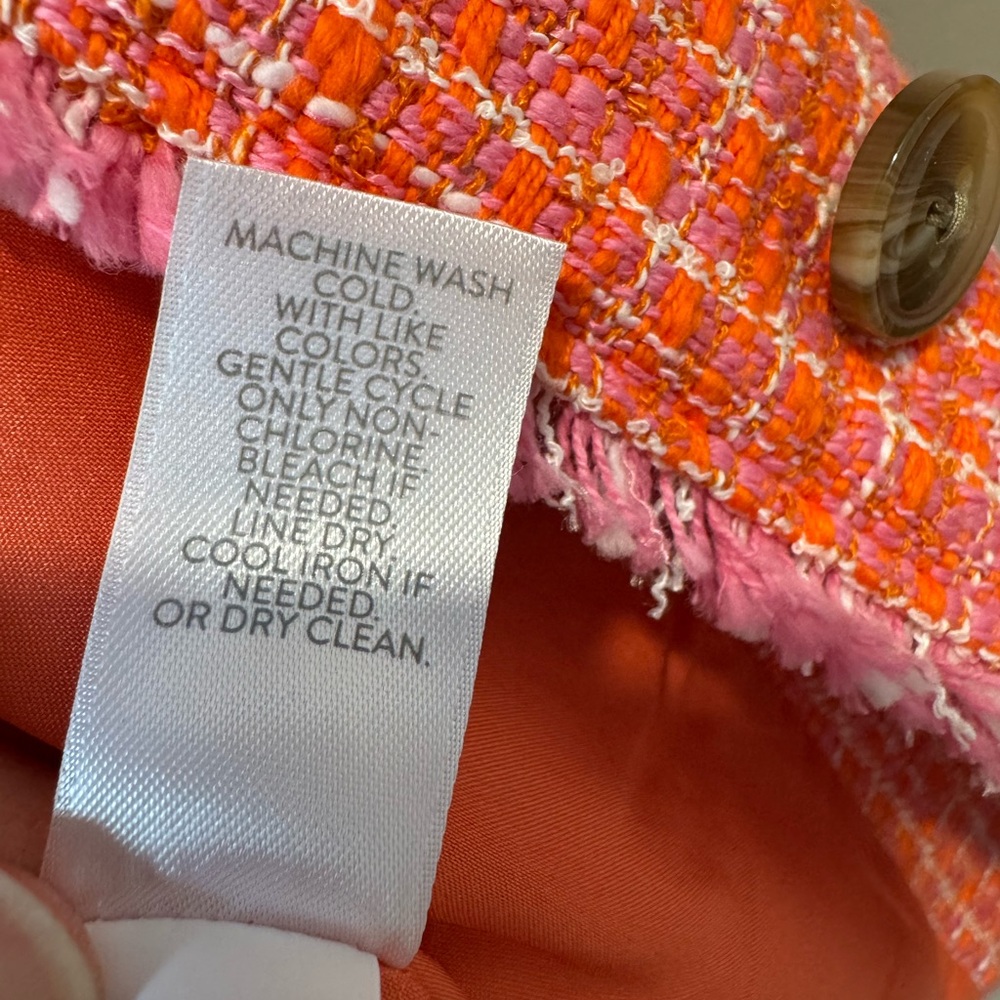 MACHINE WASH
COLD.
WITH LIKE
COLORS.
GENTLE CYCLE
ONLY NON-
CHLORINE.
BLEACH IF
NEEDED.
LINE DRY.
COOL IRON IF
NEEDED.
OR DRY CLEAN.